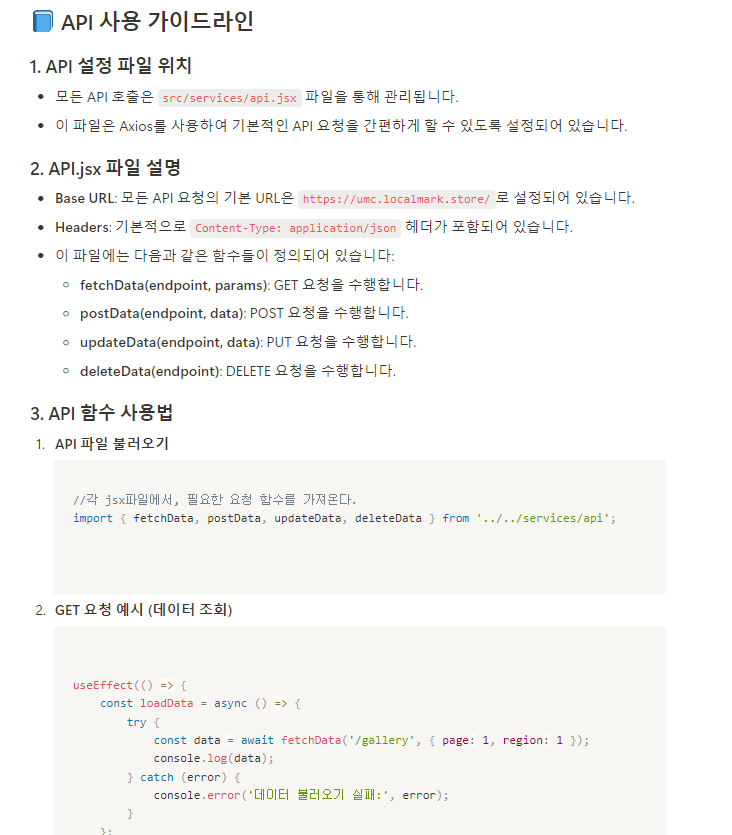 📘 API 사용 가이드라인
1. API 설정 파일 위치
• 모든 API 호출은 src/services/api.jsx 파일을 통해 관리됩니다.
• 이 파일은 Axios를 사용하여 기본적인 API 요청을 간편하게 할 수 있도록 설정되어 있습니다.
2. API.jsx 파일 설명
• Base URL: 모든 API 요청의 기본 URL은 https://umc.localmark.store/ 로 설정되어 있습니다.
• Headers: 기본적으로 Content-Type: application/json 헤더가 포함되어 있습니다.
• 이 파일에는 다음과 같은 함수들이 정의되어 있습니다:
◦ fetchData(endpoint, params): GET 요청을 수행합니다.
◦ postData(endpoint, data): POST 요청을 수행합니다.
◦ updateData(endpoint, data): PUT 요청을 수행합니다.
◦ deleteData(endpoint): DELETE 요청을 수행합니다.
3. API 함수 사용법
1. API 파일 불러오기
//각 jsx파일에서, 필요한 요청 함수를 가져온다.
import { fetchData, postData, updateData, deleteData } from '../../services/api';
2. GET 요청 예시 (데이터 조회)
useEffect(() => {
const loadData = async () => {
try {
const data = await fetchData('/gallery', { page: 1, region: 1 });
console.log(data);
} catch (error) {
console.error('데이터 불러오기 실패:', error);
}
};